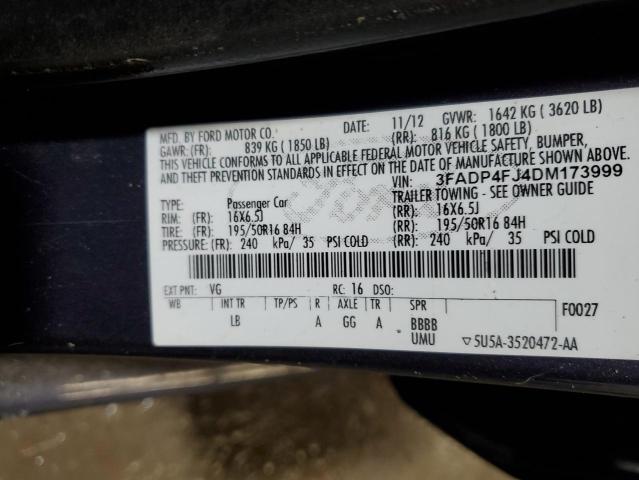 MFD. BY FORD MOTOR CO. DATE: 11/12 GVWR: 1642 KG ( 3620 LB)
GAWR: (FR): 839 KG ( 1850 LB) (RR): 816 KG ( 1800 LB)
THIS VEHICLE CONFORMS TO ALL APPLICABLE FEDERAL MOTOR VEHICLE SAFETY, BUMPER,
AND THEFT PREVENTION STANDARDS IN EFFECT ON THE DATE OF MANUFACTURE SHOWN ABOVE.
VIN: 3FADP4FJ4DM173999
TYPE: Passenger Car TRAILER TOWING - SEE OWNER GUIDE
RIM: (FR): 16X6.5J (RR): 16X6.5J
TIRE: (FR): 195/50R16 84H (RR): 195/50R16 84H
PRESSURE: (FR): 240 kPa/ 35 PSI COLD (RR): 240 kPa/ 35 PSI COLD
EXT PNT: VG RC: 16 DSO:
WB INT TR TP/PS R AXLE TR SPR F0027
LB A GG A BBBB
UMU ▽5U5A-3520472-AA